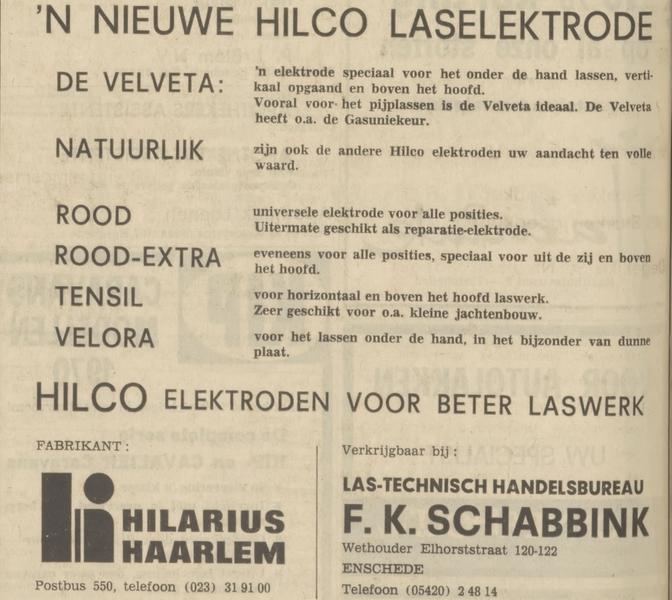 'N NIEUWE HILCO LASELEKTRODE
DE VELVETA: 'n elektrode speciaal voor het onder de hand lassen, verti-
kaal opgaand en boven het hoofd.
Vooral voor het pijplassen is de Velveta ideaal. De Velveta
heeft o.a. de Gasuniekeur.
NATUURLIJK zijn ook de andere Hilco elektroden uw aandacht ten volle
waard.
ROOD universele elektrode voor alle posities.
Uitermate geschikt als reparatie-elektrode.
ROOD-EXTRA eveneens voor alle posities, speciaal voor uit de zij en boven
het hoofd.
TENSIL voor horizontaal en boven het hoofd laswerk.
Zeer geschikt voor o.a. kleine jachtenbouw.
VELORA voor het lassen onder de hand, in het bijzonder van dunne
plaat.
HILCO ELEKTRODEN VOOR BETER LASWERK
FABRIKANT:
HILARIUS
HAARLEM
Postbus 550, telefoon (023) 31 91 00
Verkrijgbaar bij:
LAS-TECHNISCH HANDELSBUREAU
F. K. SCHABBINK
Wethouder Elhorststraat 120-122
ENSCHEDE
Telefoon (05420) 2 48 14